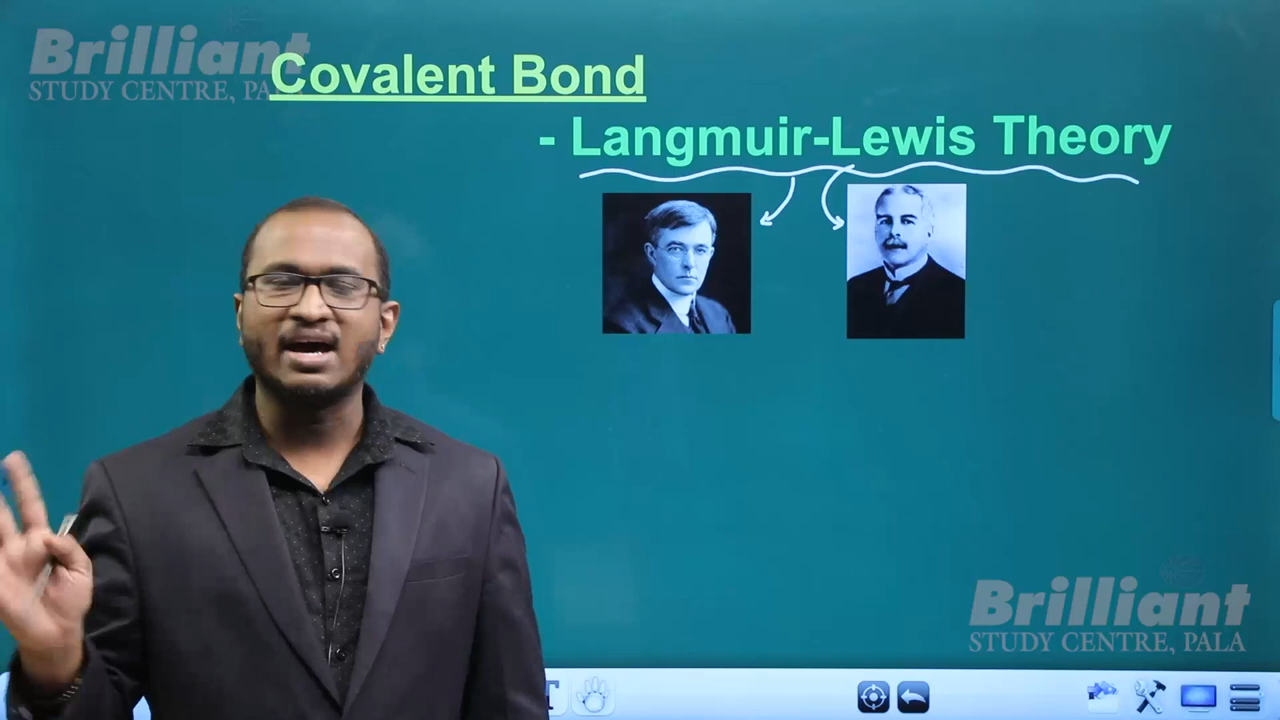 Brilliant
STUDY CENTRE, PA
Covalent Bond
- Langmuir-Lewis Theory
Brilliant
STUDY CENTRE, PALA
T